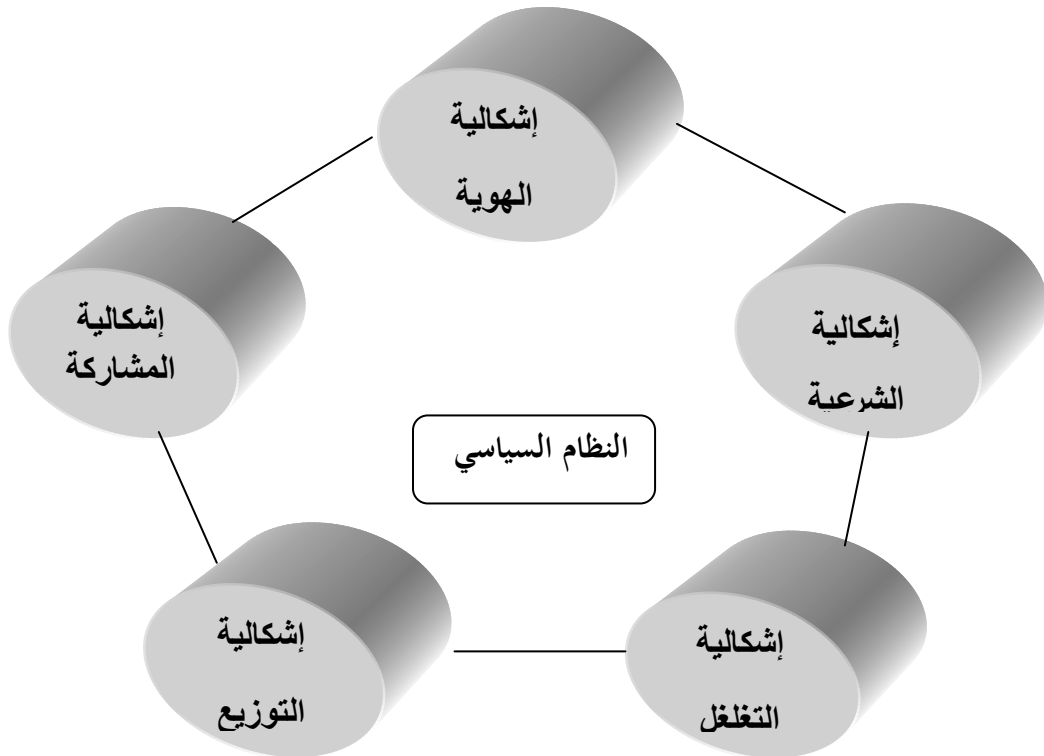 إشكالية
الهوية
إشكالية
الشرعية
إشكالية
المشاركة
النظام السياسي
إشكالية
التغلغل
إشكالية
التوزيع